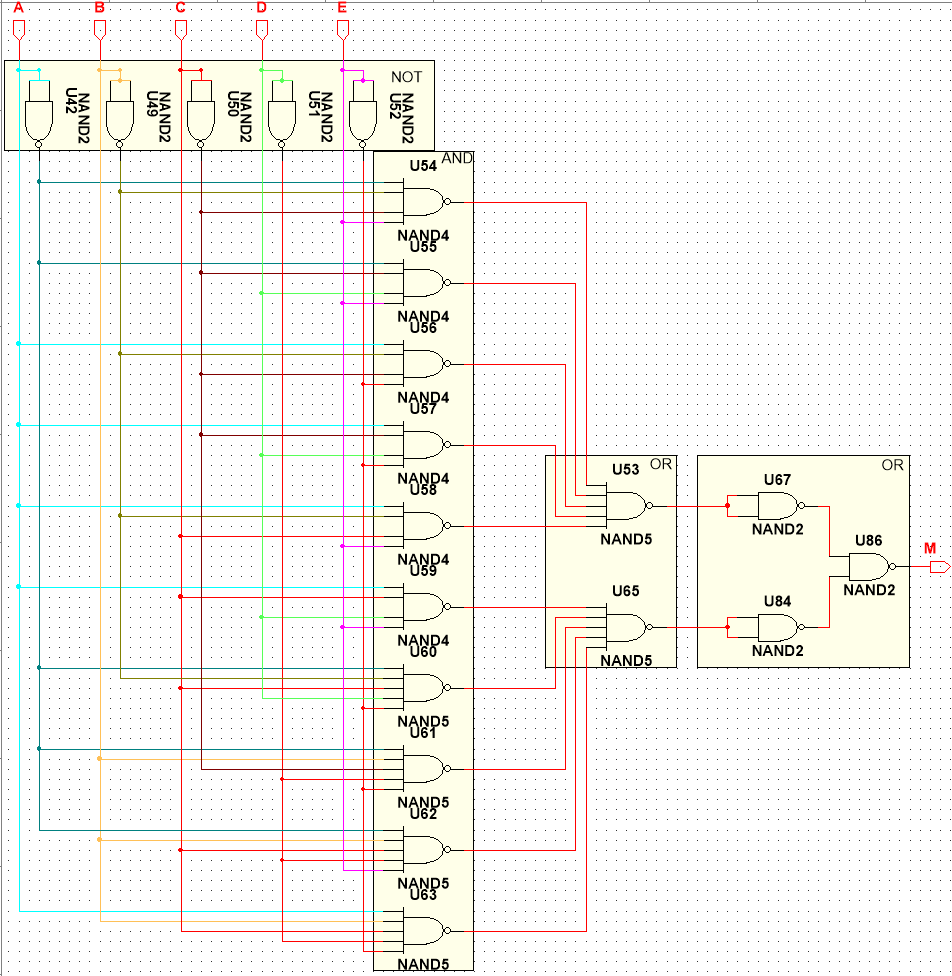 A B C D E
NOT
U42 NAND2
U49 NAND2
U50 NAND2
U51 NAND2
U52 NAND2
AND
U54
NAND4
U55
NAND4
U56
NAND4
U57
NAND4
U58
NAND4
U59
NAND4
U60
NAND5
U61
NAND5
U62
NAND5
U63
NAND5
OR
U53
NAND5
U65
NAND5
OR
U67
NAND2
U86
NAND2
U84
NAND2
M